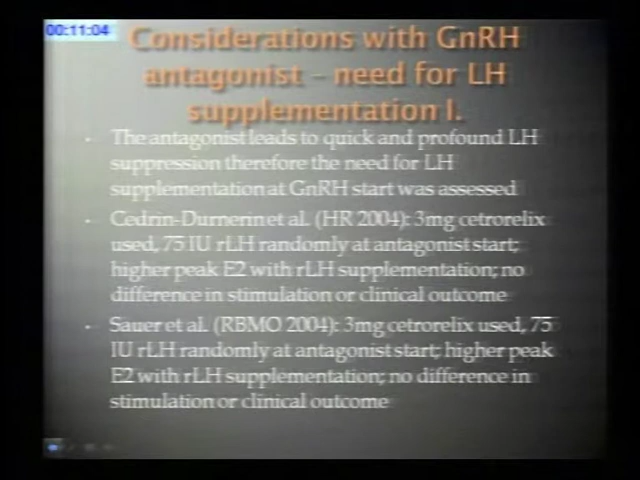 00:11:04
Considerations with GnRH
antagonist – need for LH
supplementation I.
The antagonist leads to quick and profound LH
suppression therefore the need for LH
supplementation at GnRH start was assessed
Cedrin-Durnerin et al. (HR 2004): 3mg cetrorelix
used, 75 IU rLH randomly at antagonist start;
higher peak E2 with rLH supplementation; no
difference in stimulation or clinical outcome
Sauer et al. (RBMO 2004): 3mg cetrorelix used, 75
IU rLH randomly at antagonist start; higher peak
E2 with rLH supplementation; no difference in
stimulation or clinical outcome